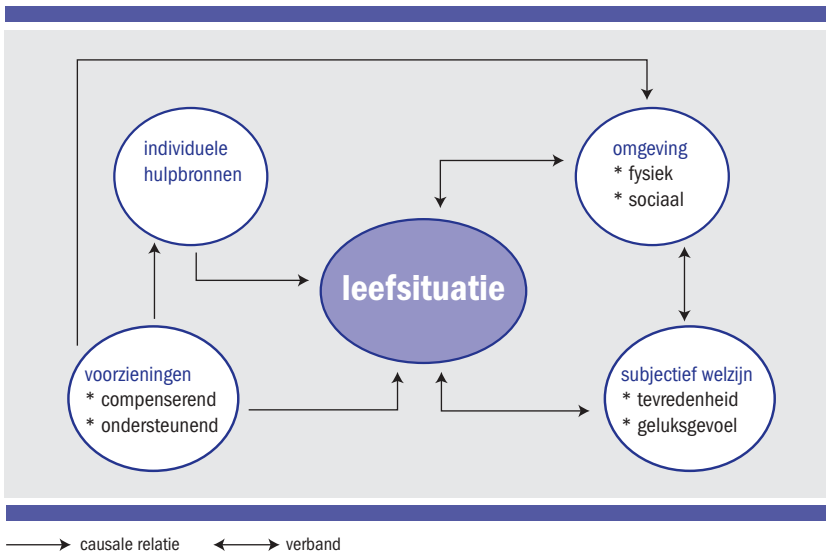 individuele
hulpbronnen
omgeving
* fysiek
* sociaal
leefsituatie
voorzieningen
* compenserend
* ondersteunend
subjectief welzijn
* tevredenheid
* geluksgevoel
causale relatie
verband